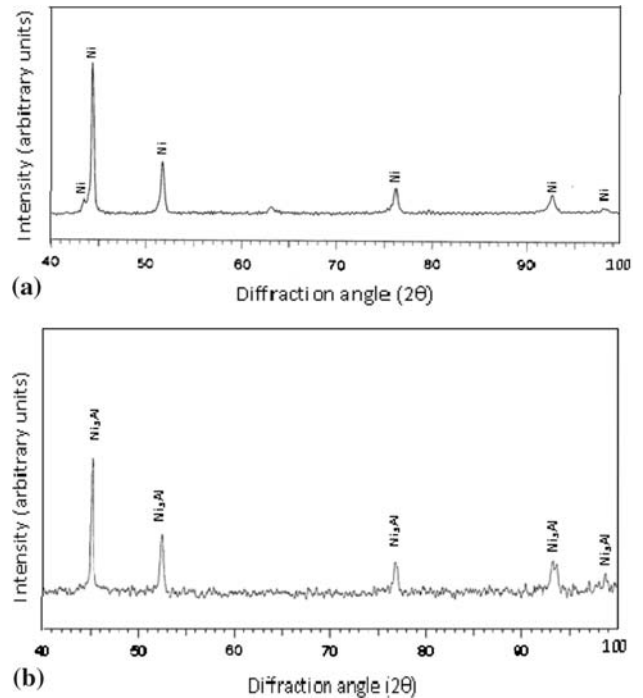 Intensity (arbitrary units)
Ni
Ni
Ni
Ni
Ni
Ni
40 50 60 70 80 90 100
(a)
Diffraction angle (2θ)
Intensity (arbitrary units)
Ni₃Al
Ni₃Al
Ni₃Al
Ni₃Al
Ni₃Al
40 50 60 70 80 90 100
(b)
Diffraction angle (2θ)